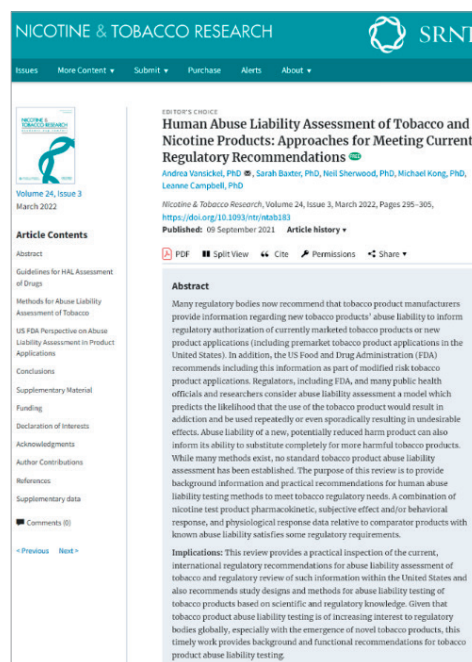 NICOTINE & TOBACCO RESEARCH
SRNT
Issues More Content ▾ Submit ▾ Purchase Alerts About ▾
NICOTINE &
TOBACCO RESEARCH
Volume 24, Issue 3
March 2022
Article Contents
Abstract
Guidelines for HAL Assessment
of Drugs
Methods for Abuse Liability
Assessment of Tobacco
US FDA Perspective on Abuse
Liability Assessment in Product
Applications
Conclusions
Supplementary Material
Funding
Declaration of Interests
Acknowledgments
Author Contributions
References
Supplementary data
Comments (0)
< Previous Next >
EDITOR'S CHOICE
Human Abuse Liability Assessment of Tobacco and
Nicotine Products: Approaches for Meeting Current
Regulatory Recommendations
Andrea Vansickel, PhD ✉, Sarah Baxter, PhD, Neil Sherwood, PhD, Michael Kong, PhD,
Leanne Campbell, PhD
Nicotine & Tobacco Research, Volume 24, Issue 3, March 2022, Pages 295–305,
https://doi.org/10.1093/ntr/ntab183
Published: 09 September 2021 Article history ▾
PDF Split View Cite Permissions Share ▾
Abstract
Many regulatory bodies now recommend that tobacco product manufacturers
provide information regarding new tobacco products' abuse liability to inform
regulatory authorization of currently marketed tobacco products or new
product applications (including premarket tobacco product applications in the
United States). In addition, the US Food and Drug Administration (FDA)
recommends including this information as part of modified risk tobacco
product applications. Regulators, including FDA, and many public health
officials and researchers consider abuse liability assessment a model which
predicts the likelihood that the use of the tobacco product would result in
addiction and be used repeatedly or even sporadically resulting in undesirable
effects. Abuse liability of a new, potentially reduced harm product can also
inform its ability to substitute completely for more harmful tobacco products.
While many methods exist, no standard tobacco product abuse liability
assessment has been established. The purpose of this review is to provide
background information and practical recommendations for human abuse
liability testing methods to meet tobacco regulatory needs. A combination of
nicotine test product pharmacokinetic, subjective effect and/or behavioral
response, and physiological response data relative to comparator products with
known abuse liability satisfies some regulatory requirements.
Implications: This review provides a practical inspection of the current,
international regulatory recommendations for abuse liability assessment of
tobacco and regulatory review of such information within the United States and
also recommends study designs and methods for abuse liability testing of
tobacco products based on scientific and regulatory knowledge. Given that
tobacco product abuse liability testing is of increasing interest to regulatory
bodies globally, especially with the emergence of novel tobacco products, this
timely work provides background and functional recommendations for tobacco
product abuse liability testing.